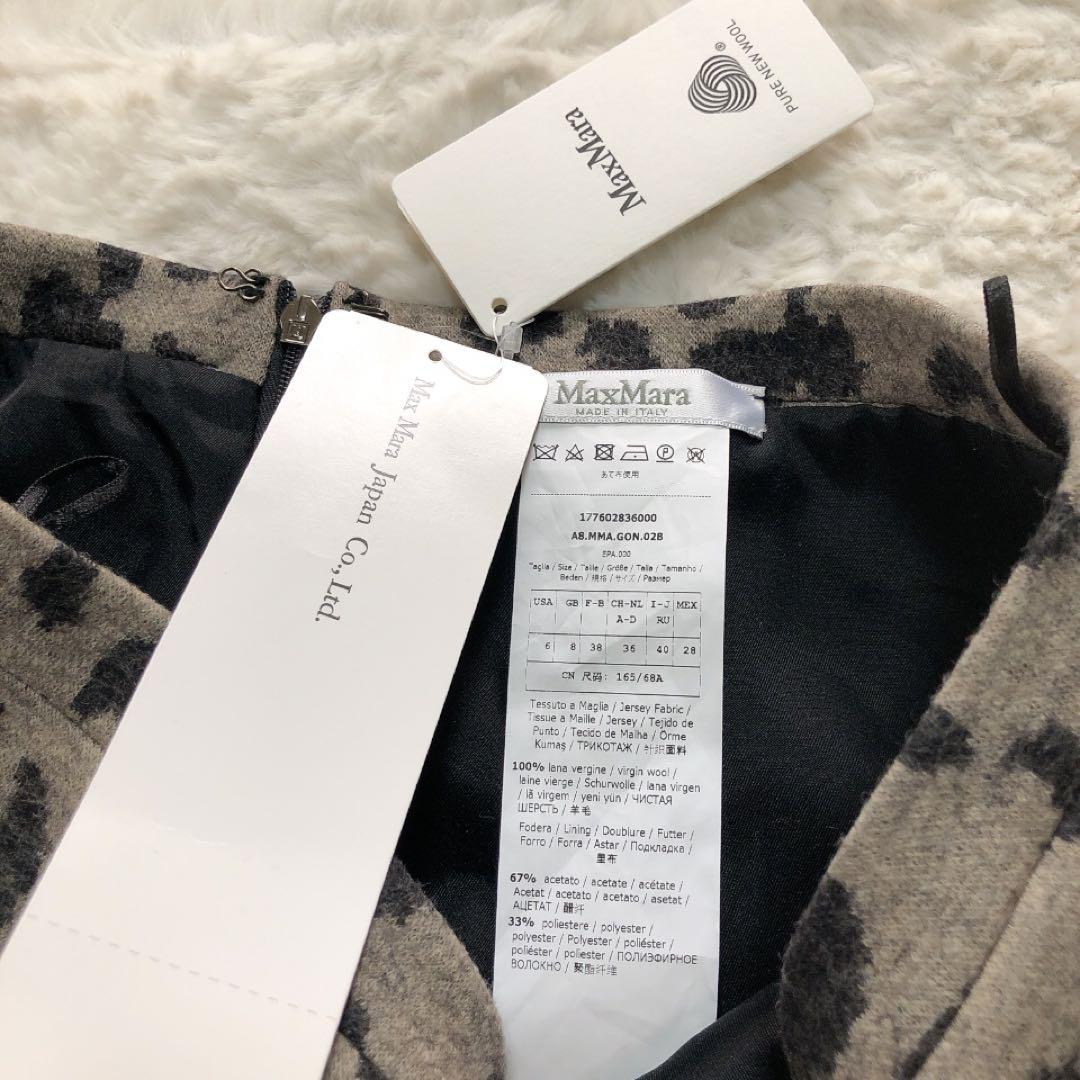 PURE NEW WOOL
®
MaxMara
Max Mara Japan Co.,Ltd.
MaxMara
MADE IN ITALY
P
あて布使用
177602836000
A8.MMA.GON.02B
EPA.030
Taglia / Size / Taille / Größe / Talla / Tamanho /
Beden / 規格 / サイズ / Размер
USA GB F-B CH-NL I-J MEX
A-D RU
6 8 38 36 40 28
CN 尺码: 165/68A
Tessuto a Maglia / Jersey Fabric /
Tissue a Maille / Jersey / Tejido de
Punto / Tecido de Malha / Örme
Kumaş / ТРИКОТАЖ / 针织面料
100% lana vergine / virgin wool /
laine vierge / Schurwolle / lana virgen
/ lã virgem / yeni yün / ЧИСТАЯ
ШЕРСТЬ / 羊毛
Fodera / Lining / Doublure / Futter /
Forro / Forra / Astar / Подкладка /
里布
67% acetato / acetate / acétate /
Acetat / acetato / acetato / asetat /
АЦЕТАТ / 醋纤
33% poliestere / polyester /
polyester / Polyester / poliéster /
poliéster / poliester / ПОЛИЭФИРНОЕ
ВОЛОКНО / 聚酯纤维